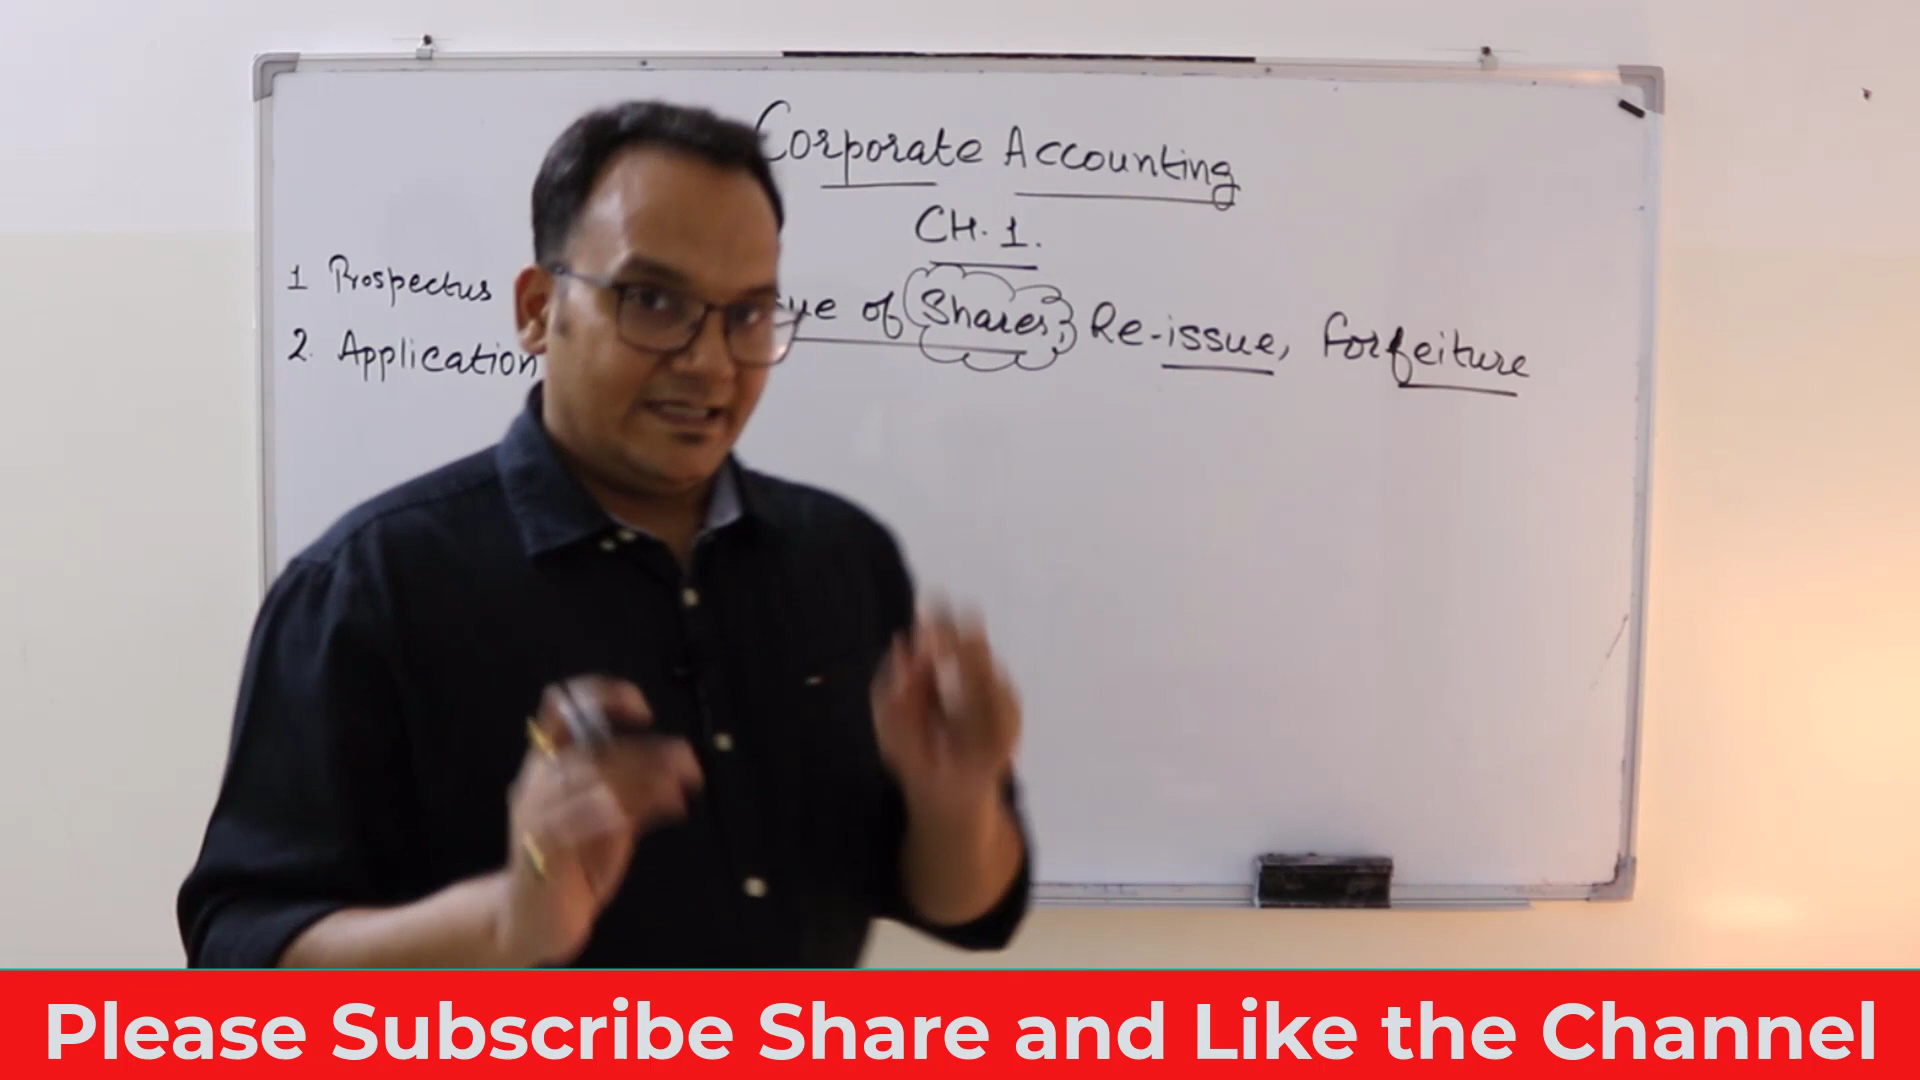 Corporate Accounting
CH. 1.
1 Prospectus
of Shares, Re-issue, Forfeiture
2. Application
Please Subscribe Share and Like the Channel